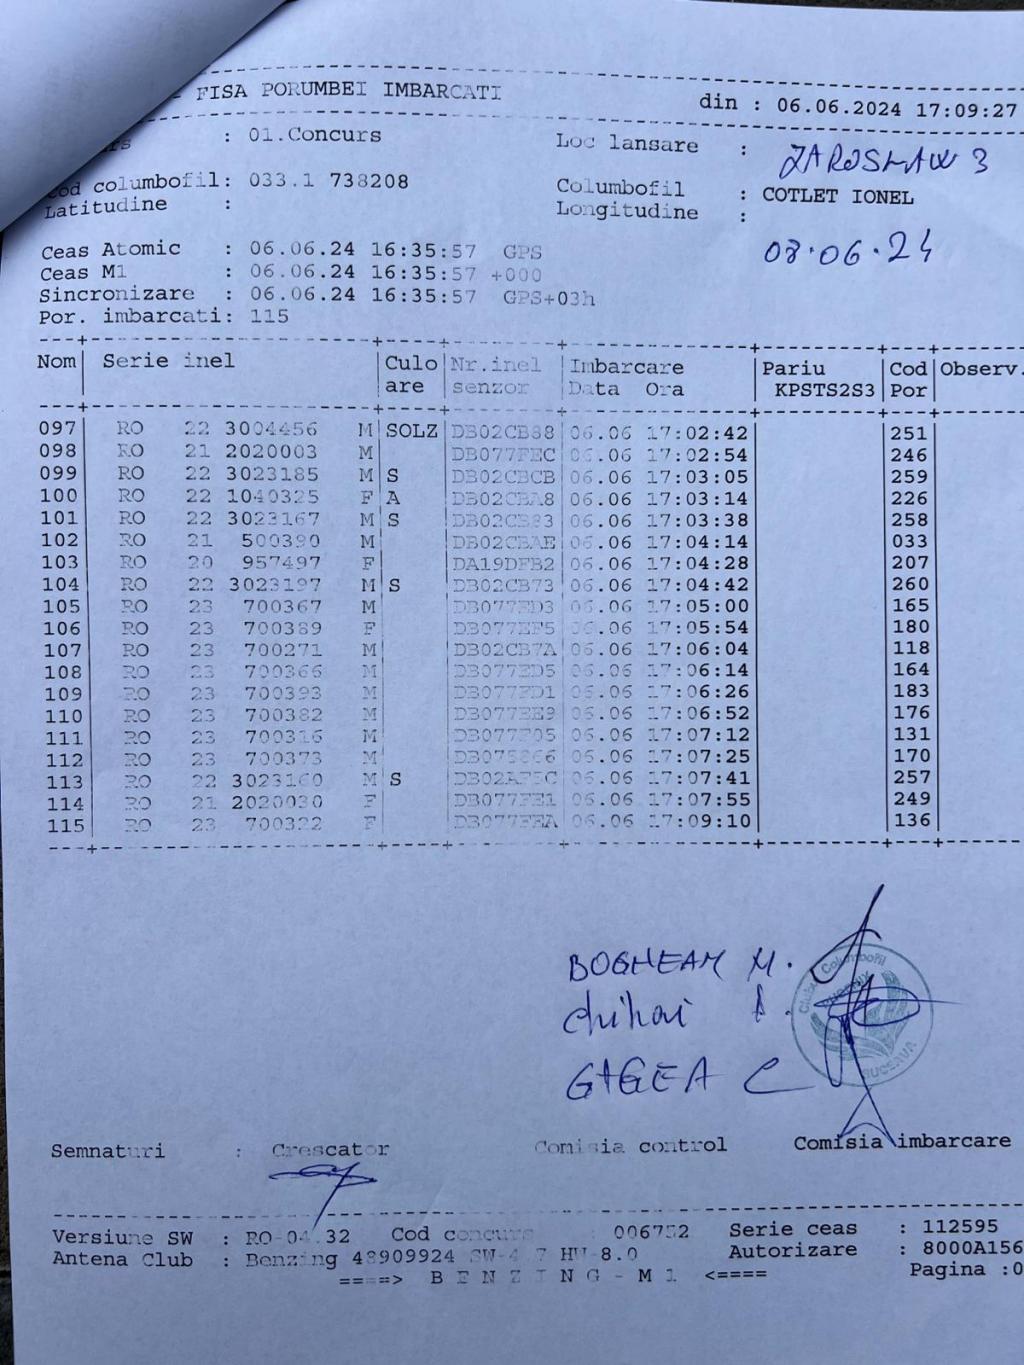 FISA PORUMBEI IMBARCATI din : 06.06.2024 17:09:27
: 01.Concurs Loc lansare : ZAROSLAW 3
Cod columbofil: 033.1 738208 Columbofil : COTLET IONEL
Latitudine : Longitudine :
08.06.24
Ceas Atomic : 06.06.24 16:35:57 GPS
Ceas M1 : 06.06.24 16:35:57 +000
Sincronizare : 06.06.24 16:35:57 GPS+03h
Por. imbarcati: 115
Nom Serie inel Culo Nr.inel Imbarcare Pariu Cod Observ.
are senzor Data Ora KPSTS2S3 Por
097 RO 22 3004456 M SOLZ DB02CB88 06.06 17:02:42 251
098 RO 21 2020003 M DB077FEC 06.06 17:02:54 246
099 RO 22 3023185 M S DB02CBCB 06.06 17:03:05 259
100 RO 22 1040325 F A DB02CBA8 06.06 17:03:14 226
101 RO 22 3023167 M S DB02CB83 06.06 17:03:38 258
102 RO 21 500390 M DB02CBAE 06.06 17:04:14 033
103 RO 20 957497 F DA19DFB2 06.06 17:04:28 207
104 RO 22 3023197 M S DB02CB73 06.06 17:04:42 260
105 RO 23 700367 M DB077ED3 06.06 17:05:00 165
106 RO 23 700389 F DB077EF5 06.06 17:05:54 180
107 RO 23 700271 M DB02CB7A 06.06 17:06:04 118
108 RO 23 700366 M DB077ED5 06.06 17:06:14 164
109 RO 23 700393 M 06.06 17:06:26 183
110 RO 23 700382 M DB077EE9 06.06 17:06:52 176
111 RO 23 700316 M 06.06 17:07:12 131
112 RO 23 700373 M 06.06 17:07:25 170
113 RO 22 3023160 M S 06.06 17:07:41 257
114 RO 21 2020030 F DB077FE1 06.06 17:07:55 249
115 RO 23 700322 F DB077FEA 06.06 17:09:10 136
BOGHEAM M.
chihai
GAGEA C
Clubul Columbofil
SUCEAVA
Semnaturi : Crescator Comisia control Comisia imbarcare
Versiune SW : RO-04.32 Cod concurs : 006752 Serie ceas : 112595
Antena Club : Benzing 48909924 SW-4.7 HW-8.0 Autorizare : 8000A156
====> B E N Z I N G - M 1 <==== Pagina :0